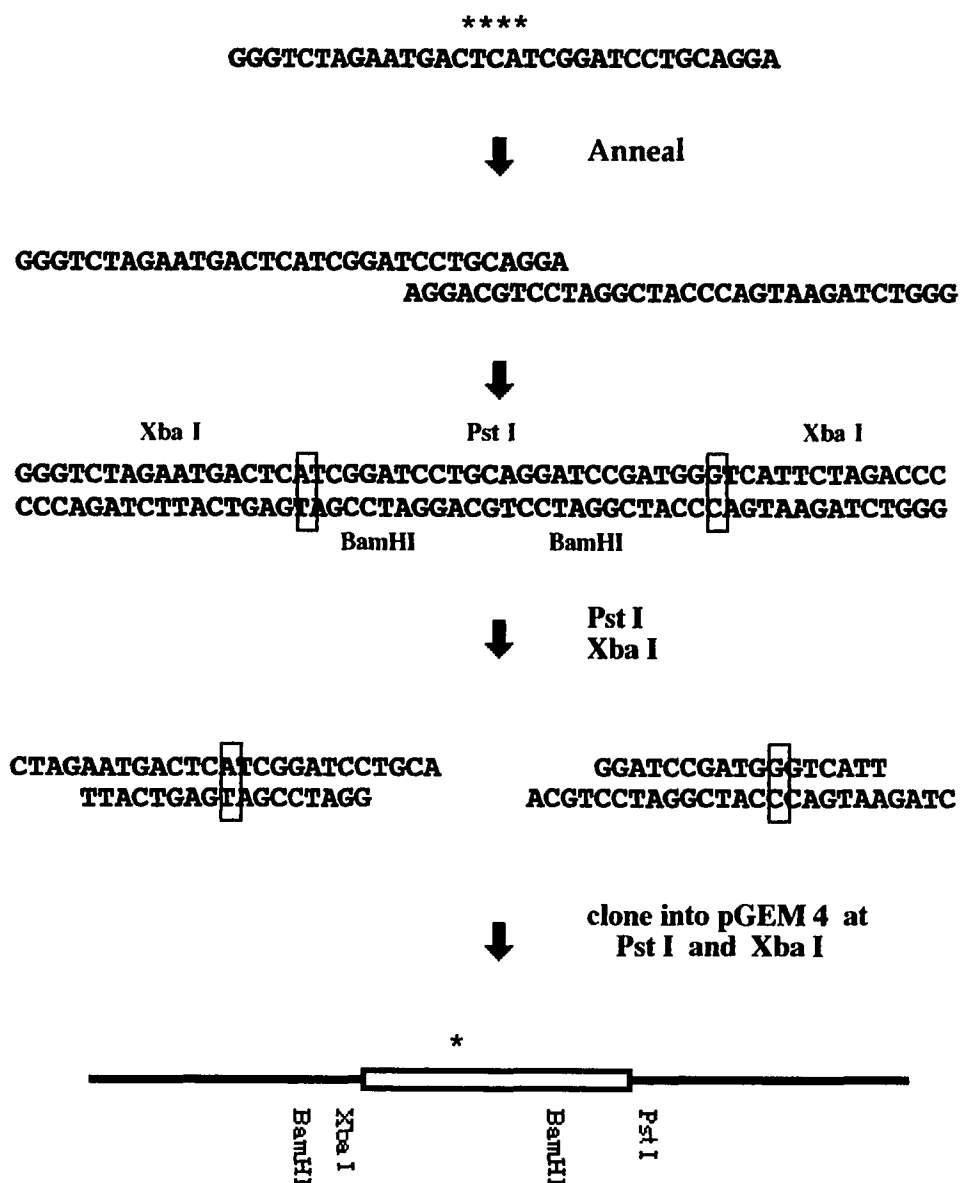 ****
GGGTCTAGAATGACTCATCGGATCCTGCAGGA
Anneal
GGGTCTAGAATGACTCATCGGATCCTGCAGGA
AGGACGTCCTAGGCTACCCAGTAAGATCTGGG
Xba I Pst I Xba I
GGGTCTAGAATGACTCATCGGATCCTGCAGGATCCGATGGGTCATTCTAGACCC
CCCAGATCTTACTGAGTAGCCTAGGACGTCCTAGGCTACCCAGTAAGATCTGGG
BamHI BamHI
Pst I
Xba I
CTAGAATGACTCATCGGATCCTGCA GGATCCGATGGGTCATT
TTACTGAGTAGCCTAGG ACGTCCTAGGCTACCCAGTAAGATC
clone into pGEM 4 at
Pst I and Xba I
*
BamHI Xba I BamHI Pst I